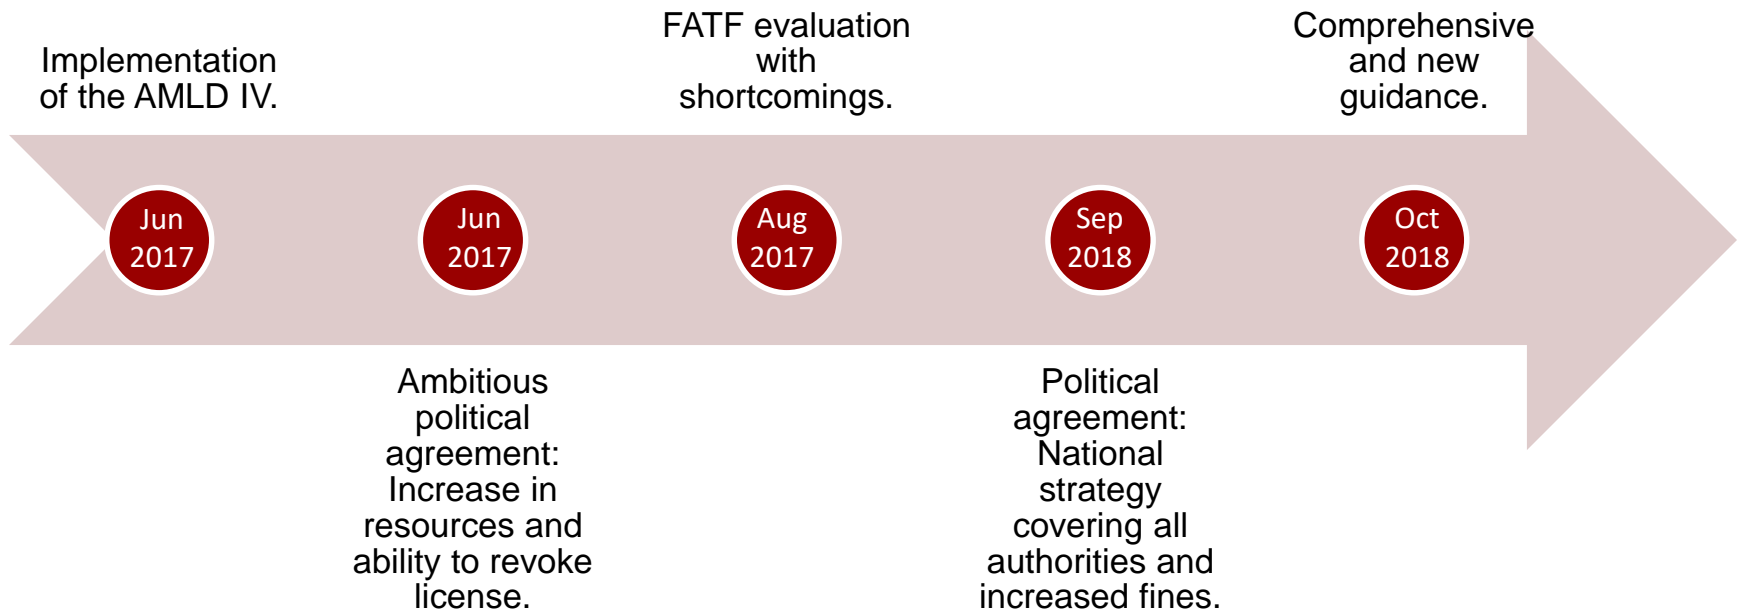 Implementation
of the AMLD IV.
FATF evaluation
with
shortcomings.
Comprehensive
and new
guidance.
Jun
2017
Jun
2017
Aug
2017
Sep
2018
Oct
2018
Ambitious
political
agreement:
Increase in
resources and
ability to revoke
license.
Political
agreement:
National
strategy
covering all
authorities and
increased fines.